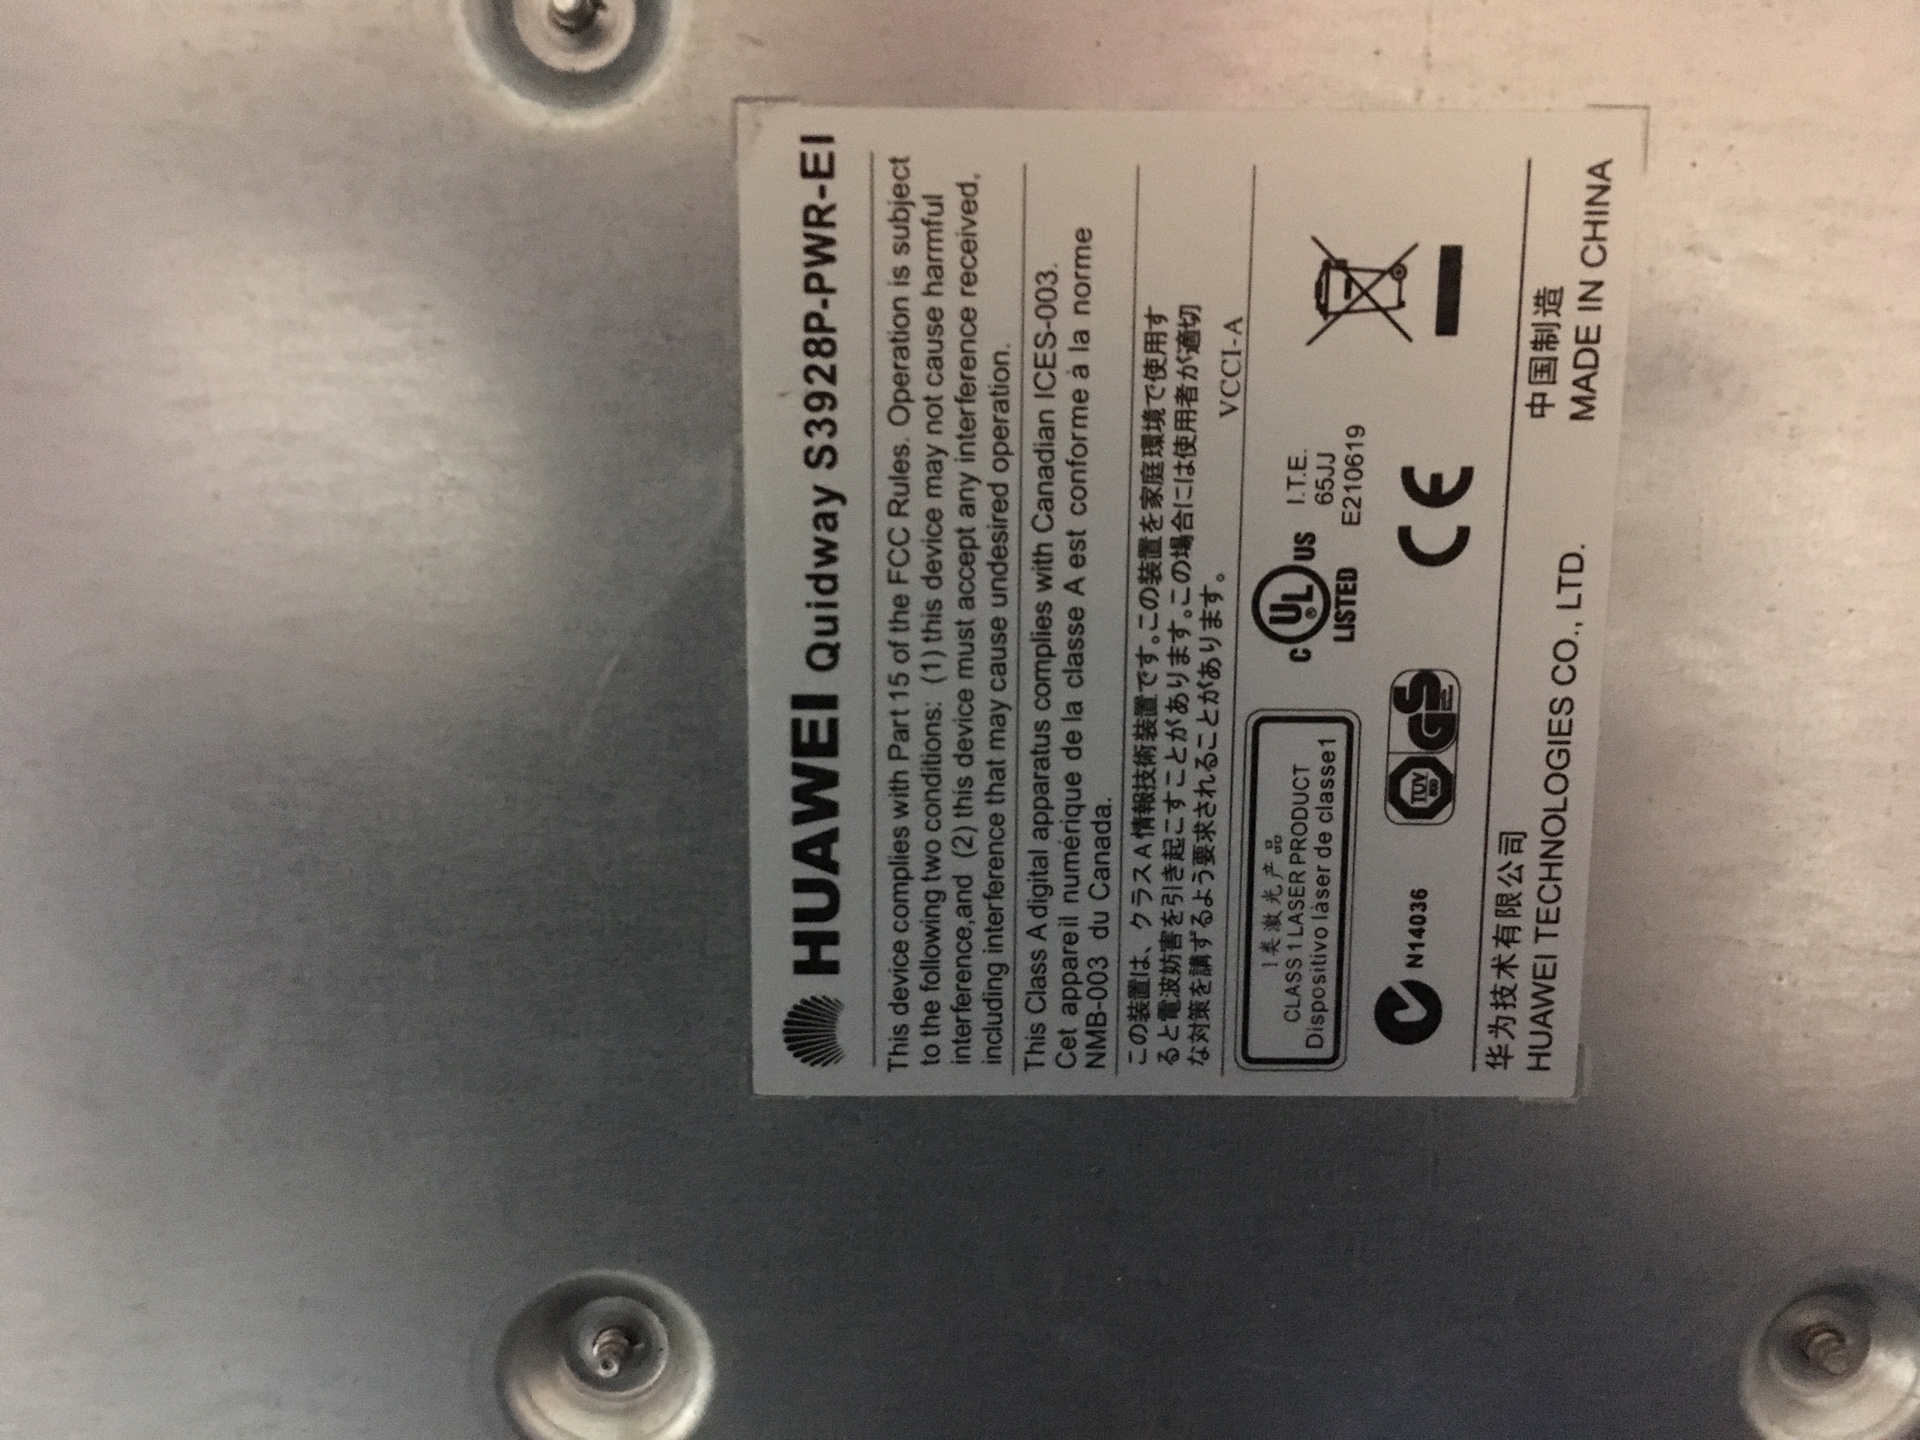 HUAWEI Quidway S3928P-PWR-EI
This device complies with Part 15 of the FCC Rules. Operation is subject
to the following two conditions: (1) this device may not cause harmful
interference,and (2) this device must accept any interference received,
including interference that may cause undesired operation.
This Class A digital apparatus complies with Canadian ICES-003.
Cet appareil numérique de la classe A est conforme à la norme
NMB-003 du Canada.
この装置は、クラスA情報技術装置です。この装置を家庭環境で使用す
ると電波妨害を引き起こすことがあります。この場合には使用者が適切
な対策を講ずるよう要求されることがあります。
VCCI-A
1类激光产品
CLASS 1 LASER PRODUCT
Dispositivo làser de classe1
C UL ® US
LISTED
I.T.E.
65JJ
E210619
N14036
TUV
GS
CE
华为技术有限公司
HUAWEI TECHNOLOGIES CO., LTD.
中国制造
MADE IN CHINA